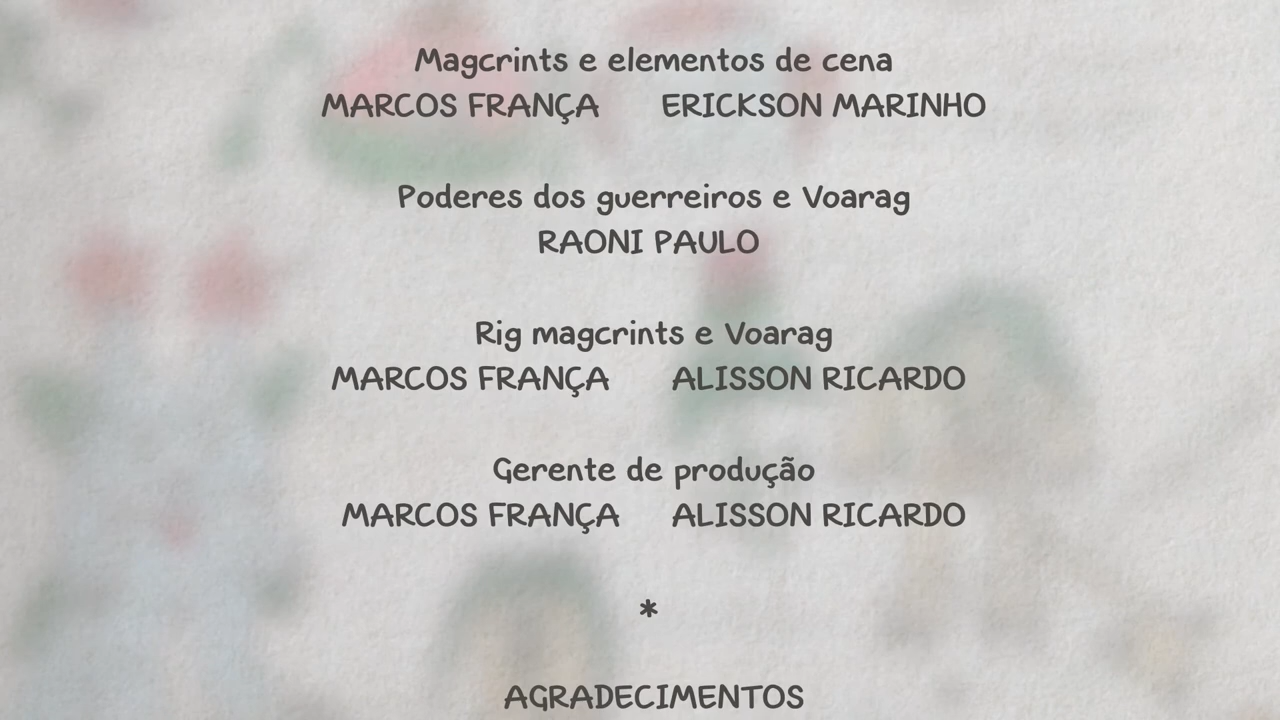 Magcrints e elementos de cena
MARCOS FRANÇA ERICKSON MARINHO
Poderes dos guerreiros e Voarag
RAONI PAULO
Rig magcrints e Voarag
MARCOS FRANÇA ALISSON RICARDO
Gerente de produção
MARCOS FRANÇA ALISSON RICARDO
*
AGRADECIMENTOS